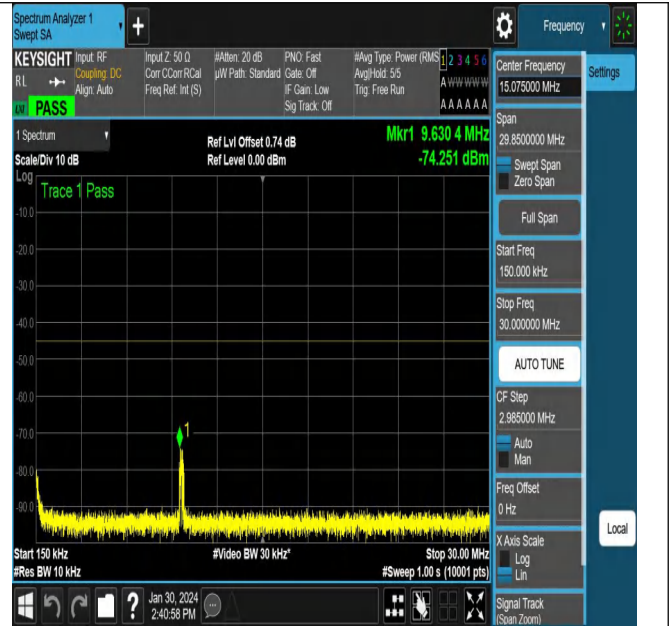 Spectrum Analyzer 1
Swept SA
Frequency
KEYSIGHT
RL
PASS
Input: RF
Coupling: DC
Align: Auto
Input Z: 50 Ω
Corr CCorr RCal
Freq Ref: Int (S)
#Atten: 20 dB
µW Path: Standard
PNO: Fast
Gate: Off
IF Gain: Low
Sig Track: Off
#Avg Type: Power (RMS
Avg|Hold: 5/5
Trig: Free Run
1 2 3 4 5 6
A W W W W W
A A A A A A
1 Spectrum
Scale/Div 10 dB
Ref Lvl Offset 0.74 dB
Ref Level 0.00 dBm
Mkr1 9.630 4 MHz
-74.251 dBm
Log
Trace 1 Pass
-10.0
-20.0
-30.0
-40.0
-50.0
-60.0
-70.0
-80.0
-90.0
1
Start 150 kHz
#Res BW 10 kHz
#Video BW 30 kHz*
Stop 30.00 MHz
#Sweep 1.00 s (10001 pts)
Jan 30, 2024
2:40:58 PM
Center Frequency
15.075000 MHz
Settings
Span
29.8500000 MHz
Swept Span
Zero Span
Full Span
Start Freq
150.000 kHz
Stop Freq
30.000000 MHz
AUTO TUNE
CF Step
2.985000 MHz
Auto
Man
Freq Offset
0 Hz
Local
X Axis Scale
Log
Lin
Signal Track
(Span Zoom)